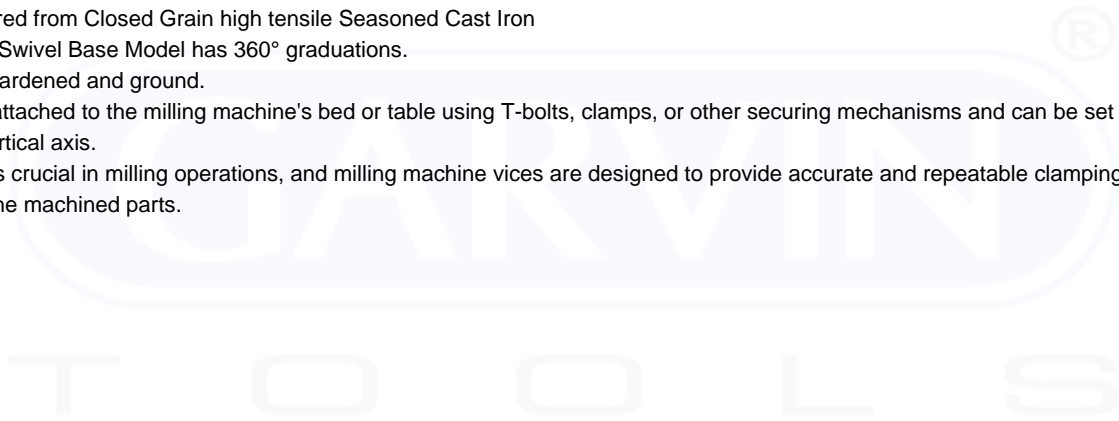 red from Closed Grain high tensile Seasoned Cast Iron
Swivel Base Model has 360° graduations.
ardened and ground.
attached to the milling machine's bed or table using T-bolts, clamps, or other securing mechanisms and can be set
rtical axis.
s crucial in milling operations, and milling machine vices are designed to provide accurate and repeatable clamping
ne machined parts.
GARVIN
®
TOOLS